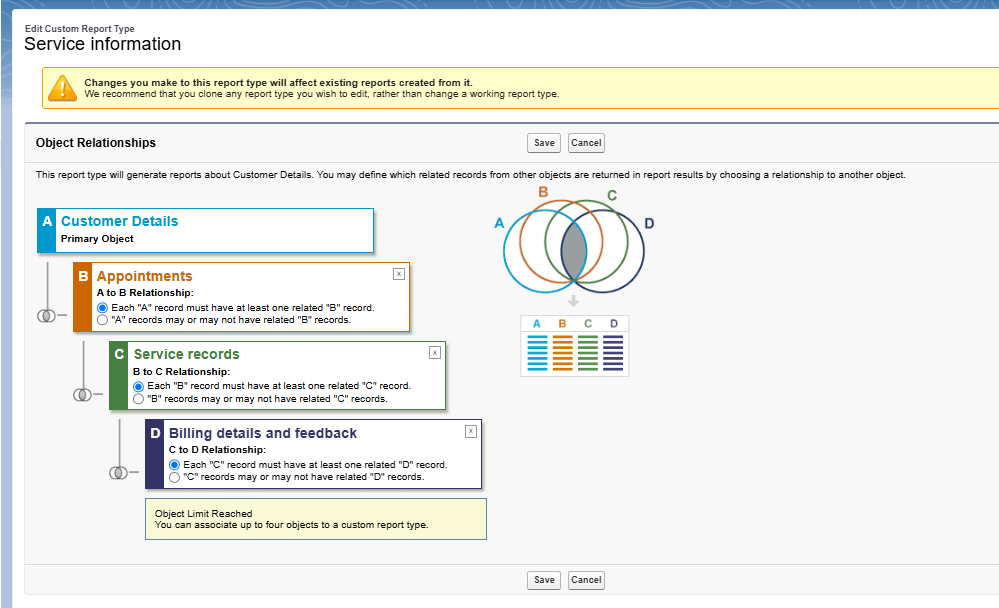 Edit Custom Report Type
Service information
Changes you make to this report type will affect existing reports created from it.
We recommend that you clone any report type you wish to edit, rather than change a working report type.
Object Relationships
Save Cancel
This report type will generate reports about Customer Details. You may define which related records from other objects are returned in report results by choosing a relationship to another object.
A Customer Details
Primary Object
B Appointments x
A to B Relationship:
Each "A" record must have at least one related "B" record.
"A" records may or may not have related "B" records.
C Service records x
B to C Relationship:
Each "B" record must have at least one related "C" record.
"B" records may or may not have related "C" records.
D Billing details and feedback x
C to D Relationship:
Each "C" record must have at least one related "D" record.
"C" records may or may not have related "D" records.
Object Limit Reached
You can associate up to four objects to a custom report type.
A B C D
A B C D
Save Cancel